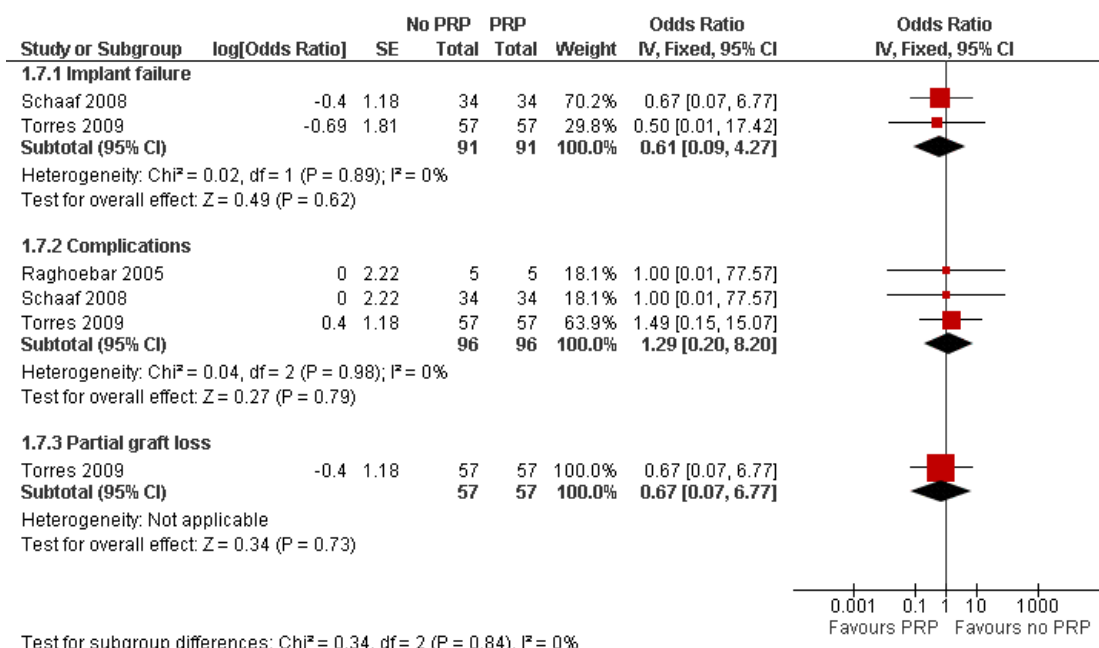 No PRP PRP Odds Ratio Odds Ratio
Study or Subgroup log[Odds Ratio] SE Total Total Weight IV, Fixed, 95% CI IV, Fixed, 95% CI
1.7.1 Implant failure
Schaaf 2008 -0.4 1.18 34 34 70.2% 0.67 [0.07, 6.77]
Torres 2009 -0.69 1.81 57 57 29.8% 0.50 [0.01, 17.42]
Subtotal (95% CI) 91 91 100.0% 0.61 [0.09, 4.27]
Heterogeneity: Chi² = 0.02, df = 1 (P = 0.89); I² = 0%
Test for overall effect: Z = 0.49 (P = 0.62)
1.7.2 Complications
Raghoebar 2005 0 2.22 5 5 18.1% 1.00 [0.01, 77.57]
Schaaf 2008 0 2.22 34 34 18.1% 1.00 [0.01, 77.57]
Torres 2009 0.4 1.18 57 57 63.9% 1.49 [0.15, 15.07]
Subtotal (95% CI) 96 96 100.0% 1.29 [0.20, 8.20]
Heterogeneity: Chi² = 0.04, df = 2 (P = 0.98); I² = 0%
Test for overall effect: Z = 0.27 (P = 0.79)
1.7.3 Partial graft loss
Torres 2009 -0.4 1.18 57 57 100.0% 0.67 [0.07, 6.77]
Subtotal (95% CI) 57 57 100.0% 0.67 [0.07, 6.77]
Heterogeneity: Not applicable
Test for overall effect: Z = 0.34 (P = 0.73)
0.001 0.1 1 10 1000
Favours PRP Favours no PRP
Test for subgroup differences: Chi² = 0.34, df = 2 (P = 0.84), I² = 0%